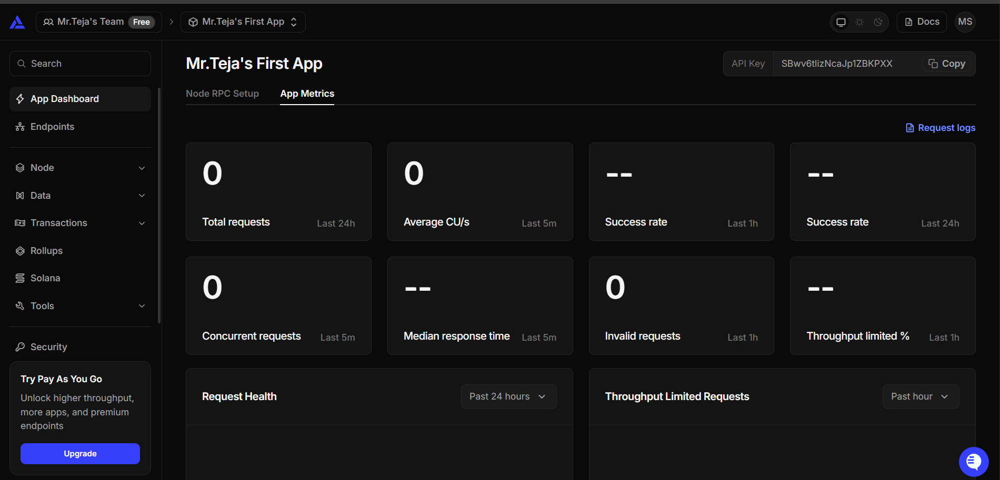 Mr.Teja's Team Free
Mr.Teja's First App
Docs
MS
Search
App Dashboard
Endpoints
Node
Data
Transactions
Rollups
Solana
Tools
Security
Try Pay As You Go
Unlock higher throughput,
more apps, and premium
endpoints
Upgrade
Mr.Teja's First App
API Key SBwv6tlizNcaJp1ZBKPXX Copy
Node RPC Setup App Metrics
Request logs
0
Total requests Last 24h
0
Average CU/s Last 5m
--
Success rate Last 1h
--
Success rate Last 24h
0
Concurrent requests Last 5m
--
Median response time Last 5m
0
Invalid requests Last 1h
--
Throughput limited % Last 1h
Request Health Past 24 hours
Throughput Limited Requests Past hour